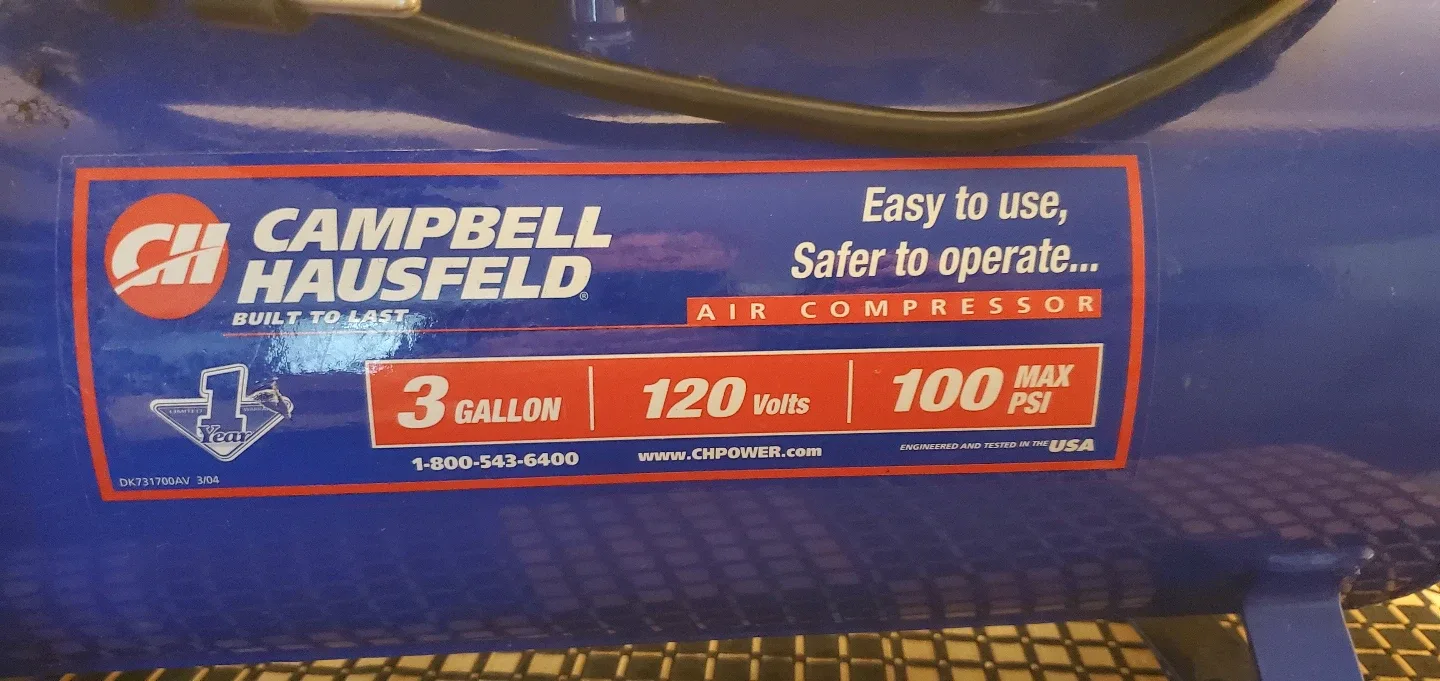 CH
CAMPBELL
HAUSFELD®
BUILT TO LAST
Easy to use,
Safer to operate...
AIR COMPRESSOR
1
LIMITED WARRANTY
Year
3 GALLON
120 Volts
100 MAX PSI
1-800-543-6400
www.CHPOWER.com
ENGINEERED AND TESTED IN THE USA
DK731700AV 3/04